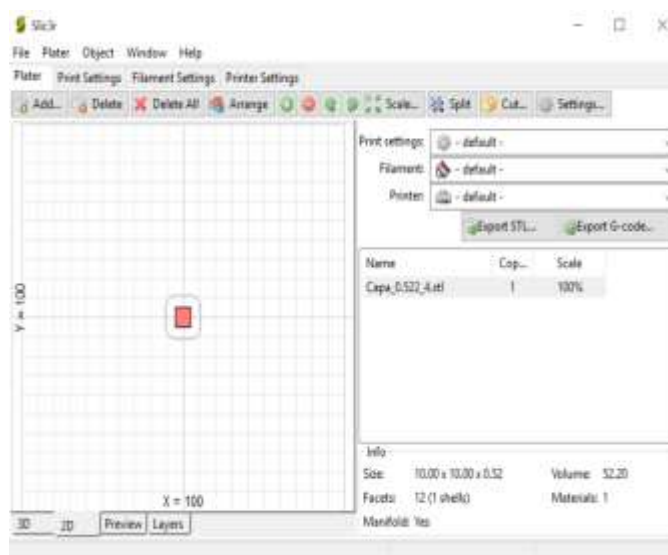 Slic3r
File Plater Object Window Help
Plater Print Settings Filament Settings Printer Settings
Add... Delete Delete All Arrange Scale... Split Cut... Settings...
Print settings: - default -
Filament: - default -
Printer: - default -
Export STL... Export G-code...
Name Cop... Scale
Capa_0.522_4.stl 1 100%
Y = 100
X = 100
3D 2D Preview Layers
Info
Size: 10.00 x 10.00 x 0.52 Volume: 52.20
Facets: 12 (1 shells) Materials: 1
Manifold: Yes